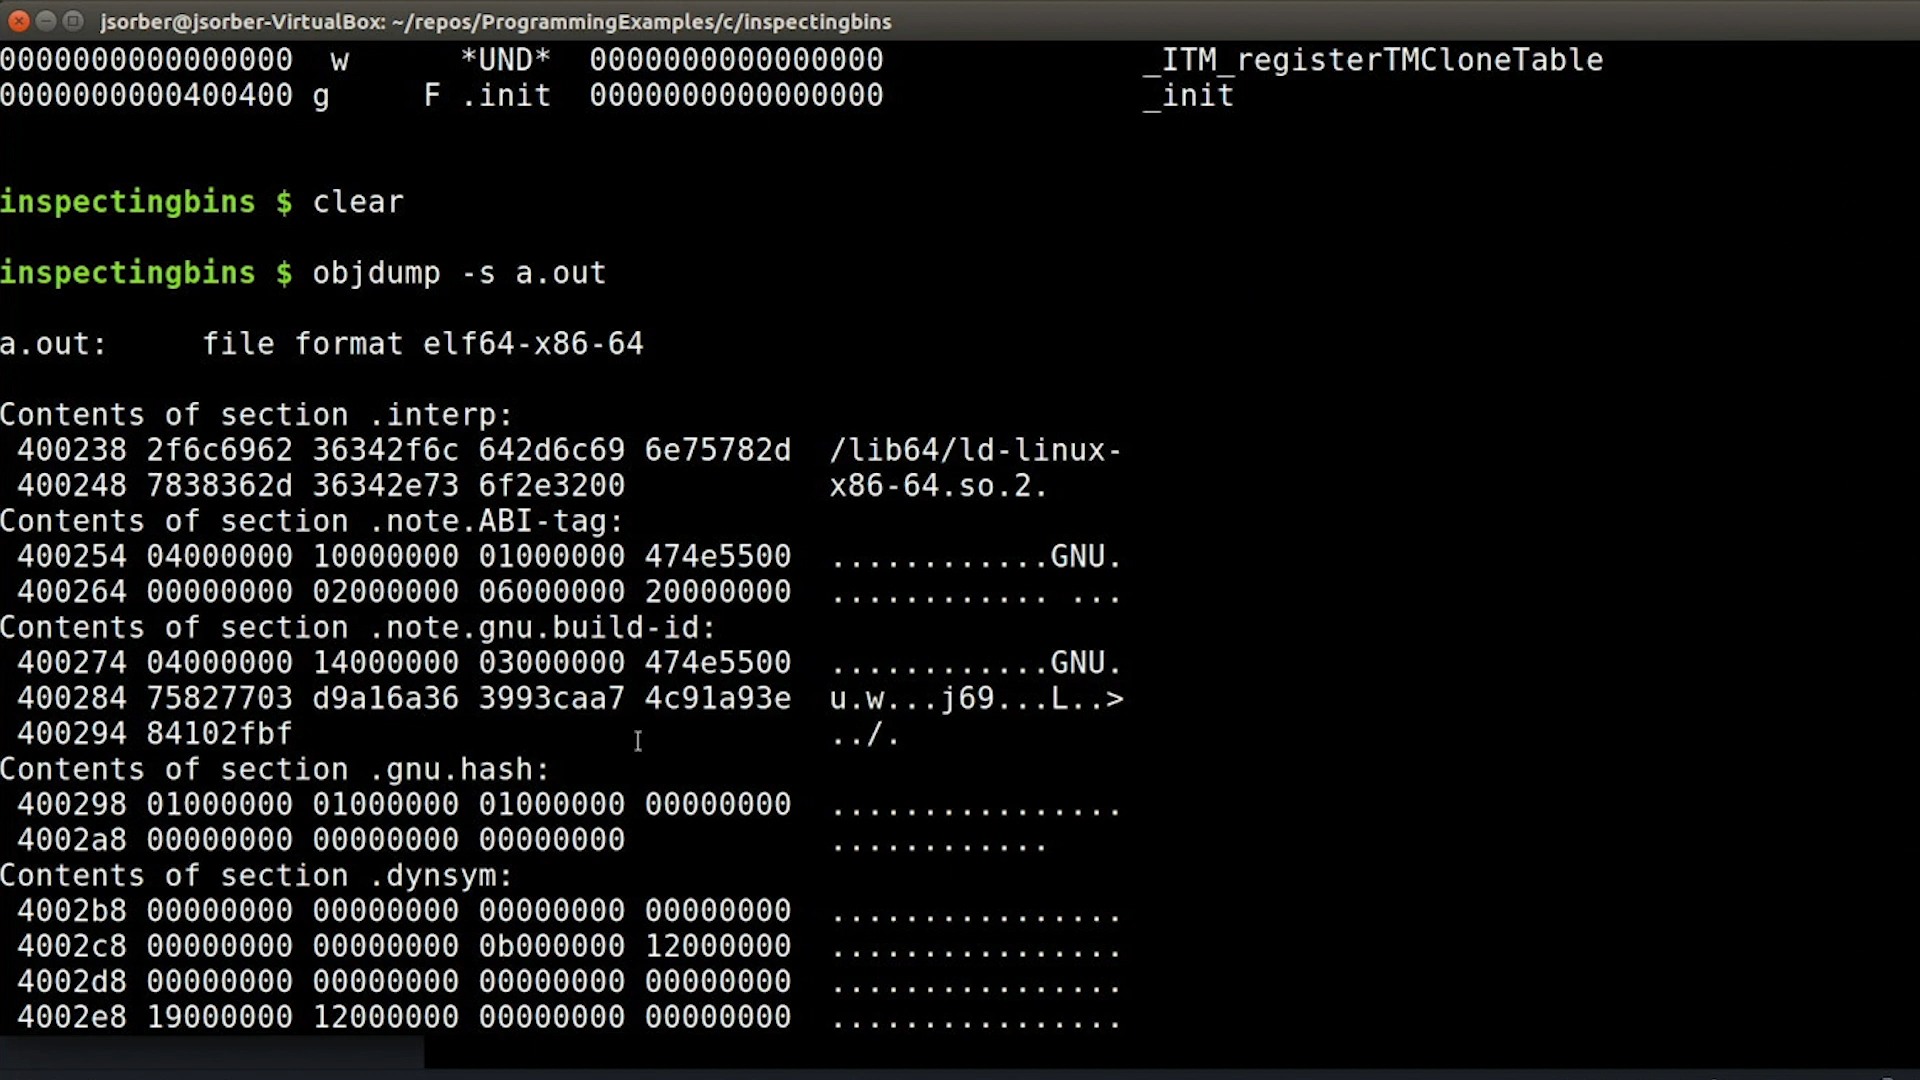 jsorber@jsorber-VirtualBox: ~/repos/ProgrammingExamples/c/inspectingbins
0000000000000000  w      *UND*  0000000000000000              _ITM_registerTMCloneTable
0000000000400400 g     F .init  0000000000000000              _init
inspectingbins $ clear
inspectingbins $ objdump -s a.out
a.out:     file format elf64-x86-64
Contents of section .interp:
 400238 2f6c6962 36342f6c 642d6c69 6e75782d  /lib64/ld-linux-
 400248 7838362d 36342e73 6f2e3200           x86-64.so.2.
Contents of section .note.ABI-tag:
 400254 04000000 10000000 01000000 474e5500  ............GNU.
 400264 00000000 02000000 06000000 20000000  ............ ...
Contents of section .note.gnu.build-id:
 400274 04000000 14000000 03000000 474e5500  ............GNU.
 400284 75827703 d9a16a36 3993caa7 4c91a93e  u.w...j69...L..>
 400294 84102fbf                             ../.
Contents of section .gnu.hash:
 400298 01000000 01000000 01000000 00000000  ................
 4002a8 00000000 00000000 00000000           ............
Contents of section .dynsym:
 4002b8 00000000 00000000 00000000 00000000  ................
 4002c8 00000000 00000000 0b000000 12000000  ................
 4002d8 00000000 00000000 00000000 00000000  ................
 4002e8 19000000 12000000 00000000 00000000  ................